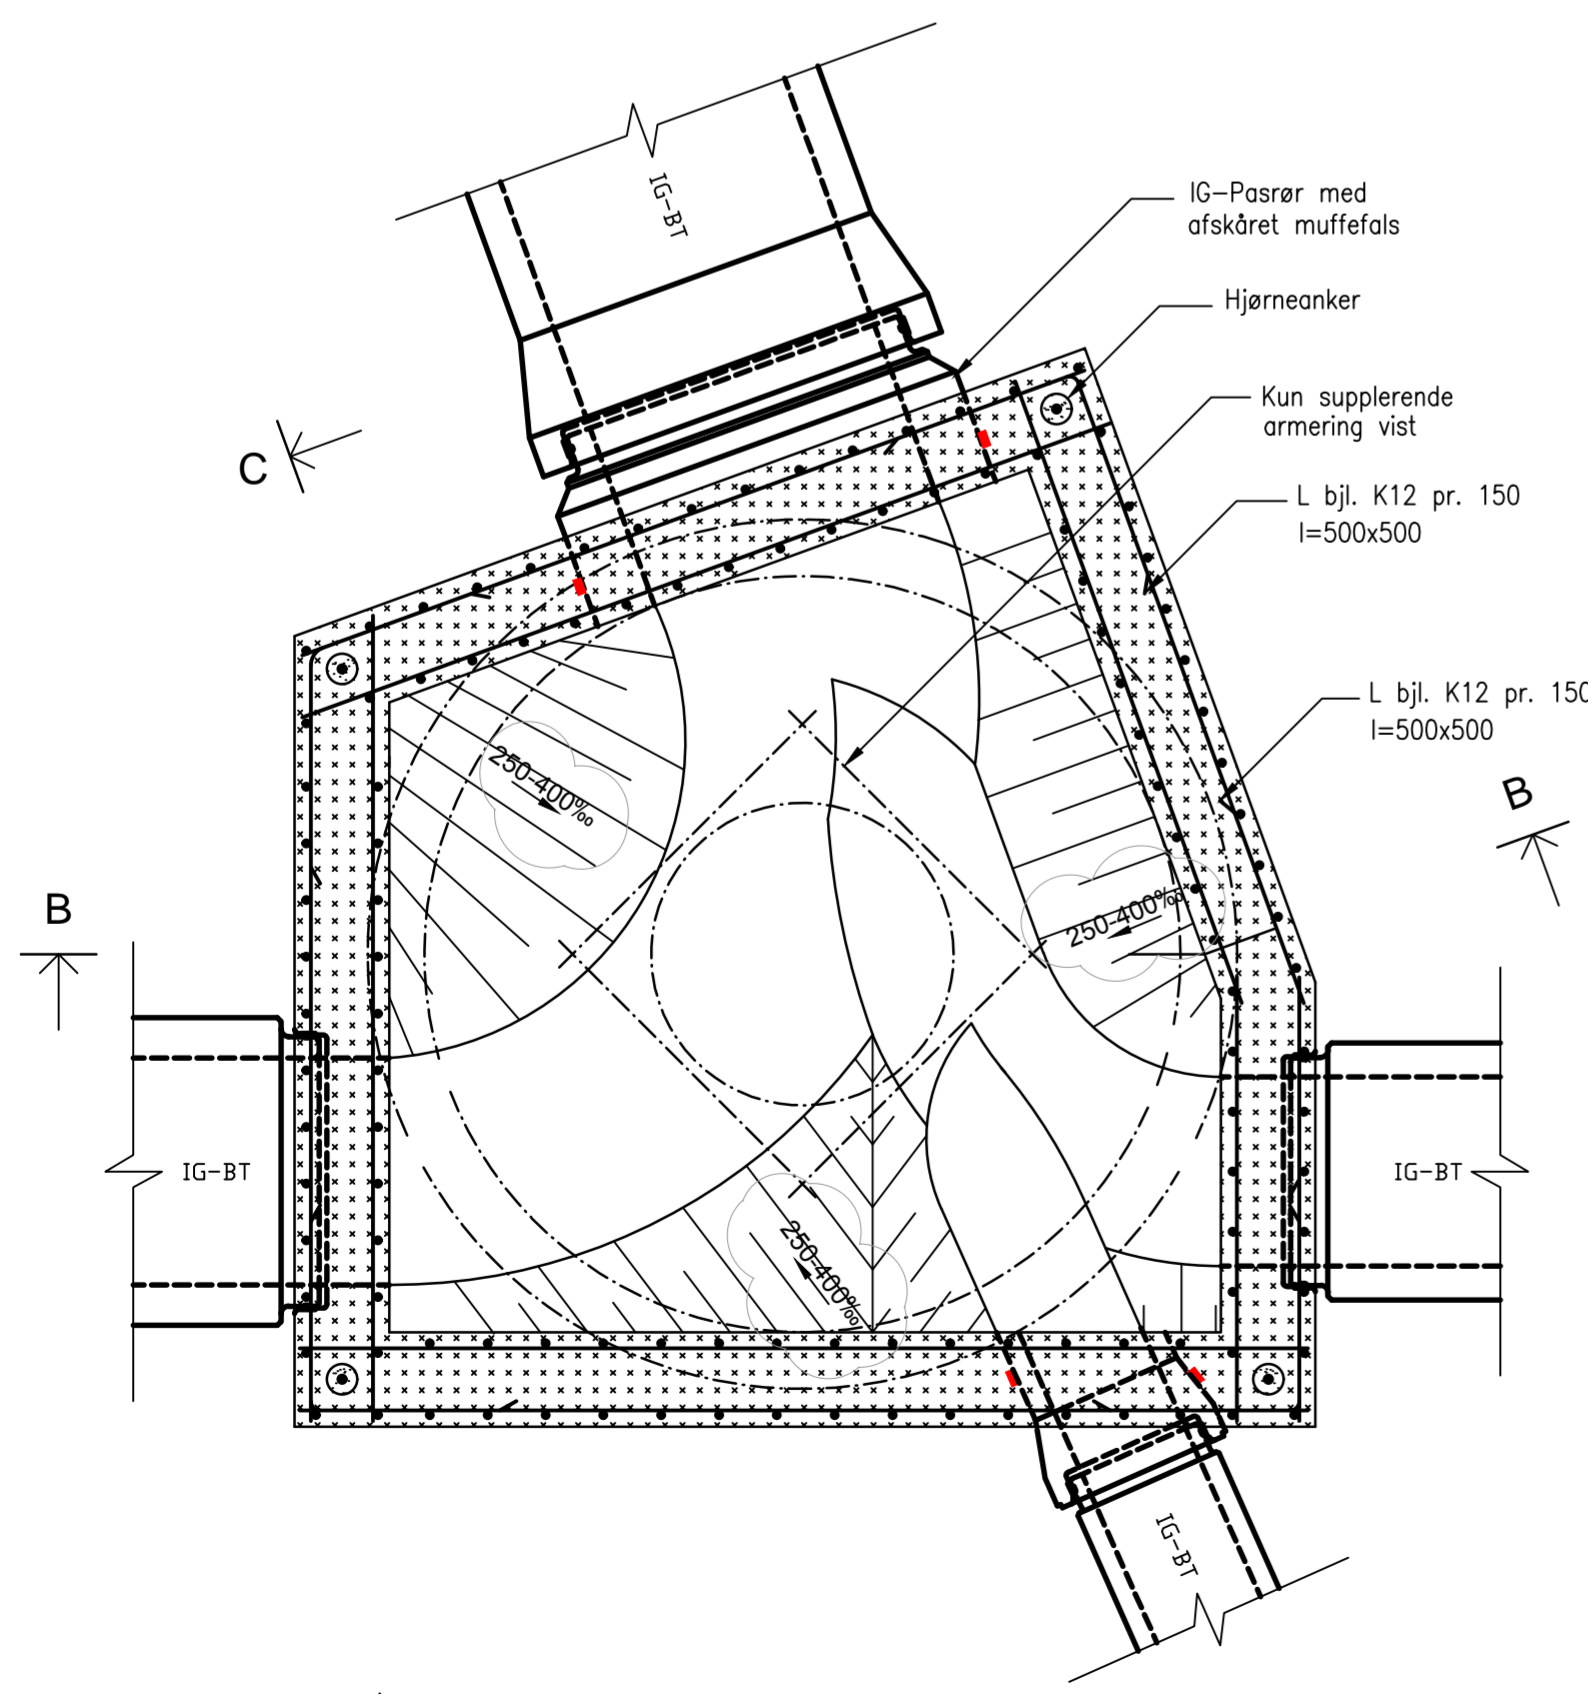 IG-BT
IG-Pasrør med
afskåret muffefals
Hjørneanker
Kun supplerende
armering vist
C
L bjl. K12 pr. 150
l=500x500
L bjl. K12 pr. 150
l=500x500
250-400‰
B
250-400‰
B
IG-BT
IG-BT
250-400‰
IG-BT